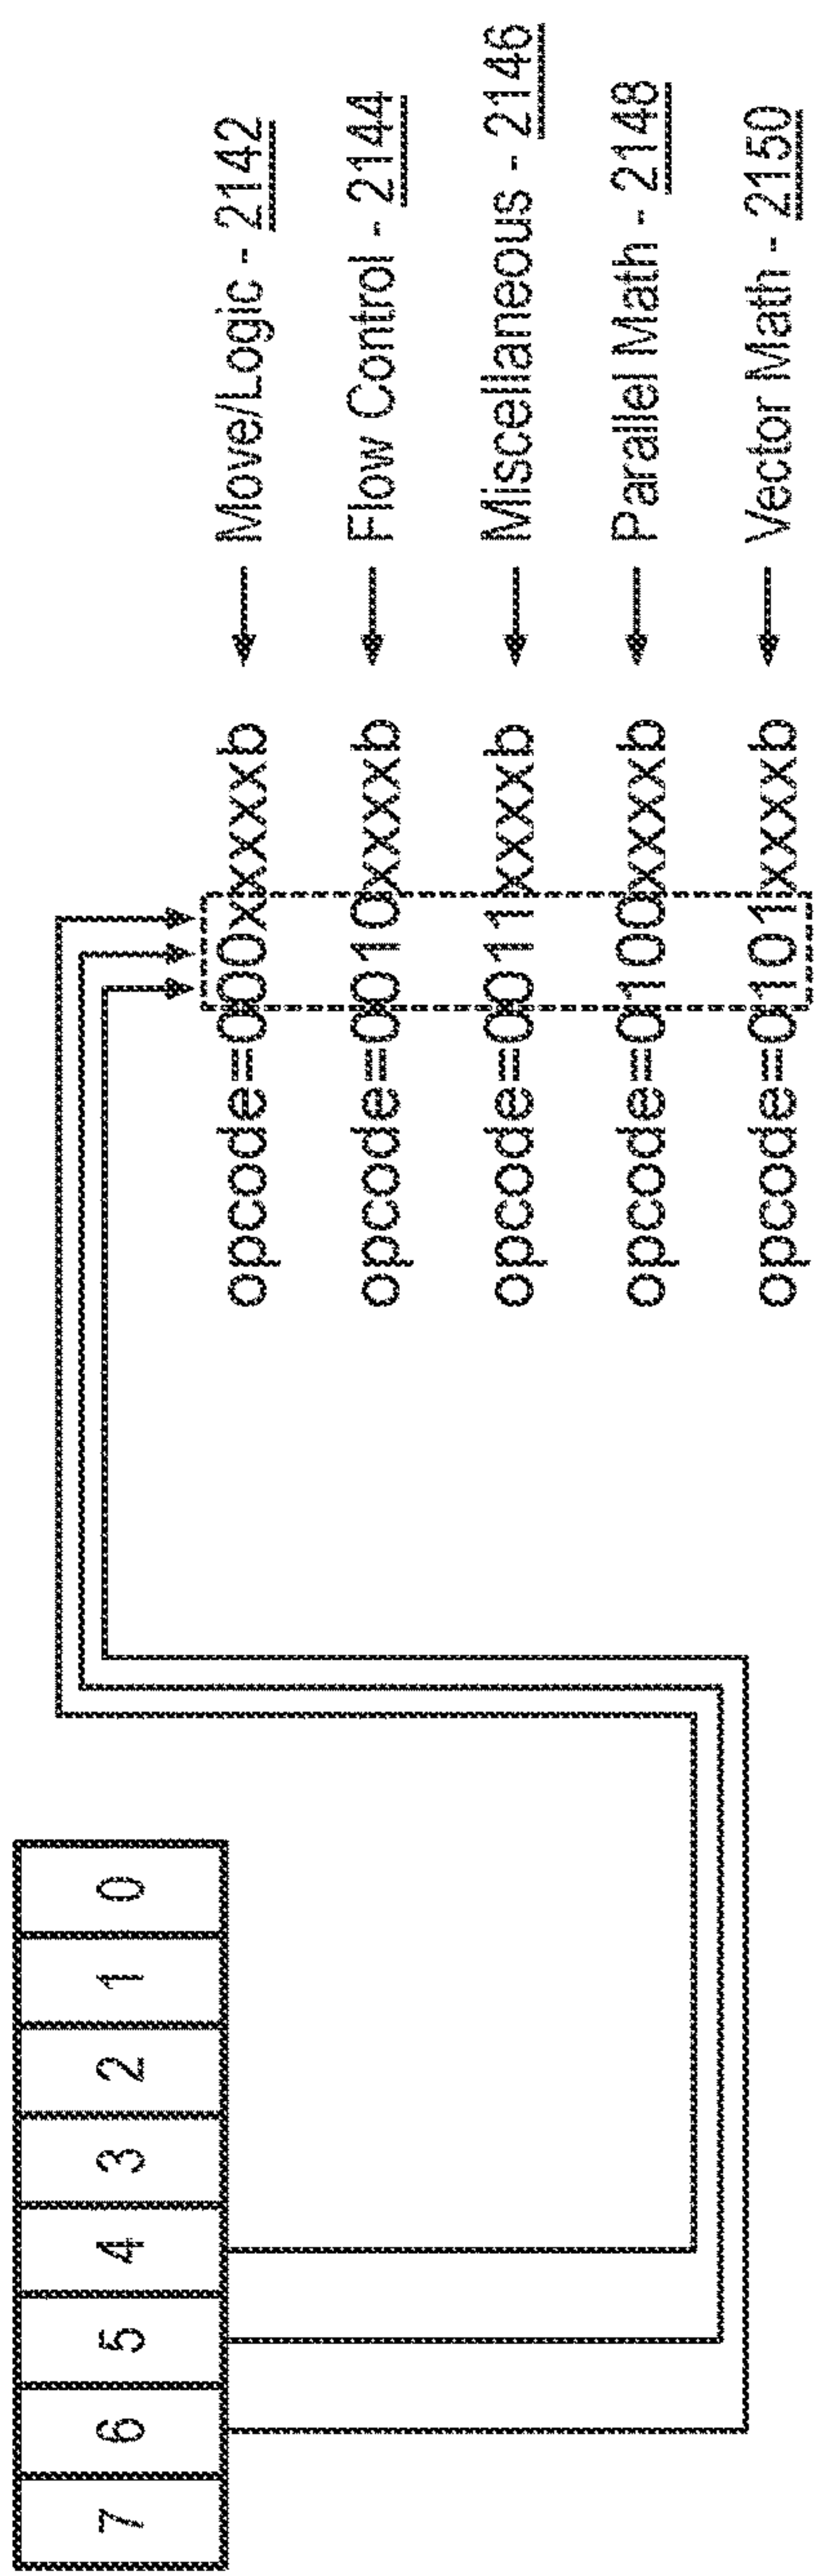 7 6 5 4 3 2 1 0
opcode=000xxxxxb ← Move/Logic - 2142
opcode=0010xxxxb ← Flow Control - 2144
opcode=0011xxxxb ← Miscellaneous - 2146
opcode=0100xxxxb ← Parallel Math - 2148
opcode=0101xxxxb ← Vector Math - 2150